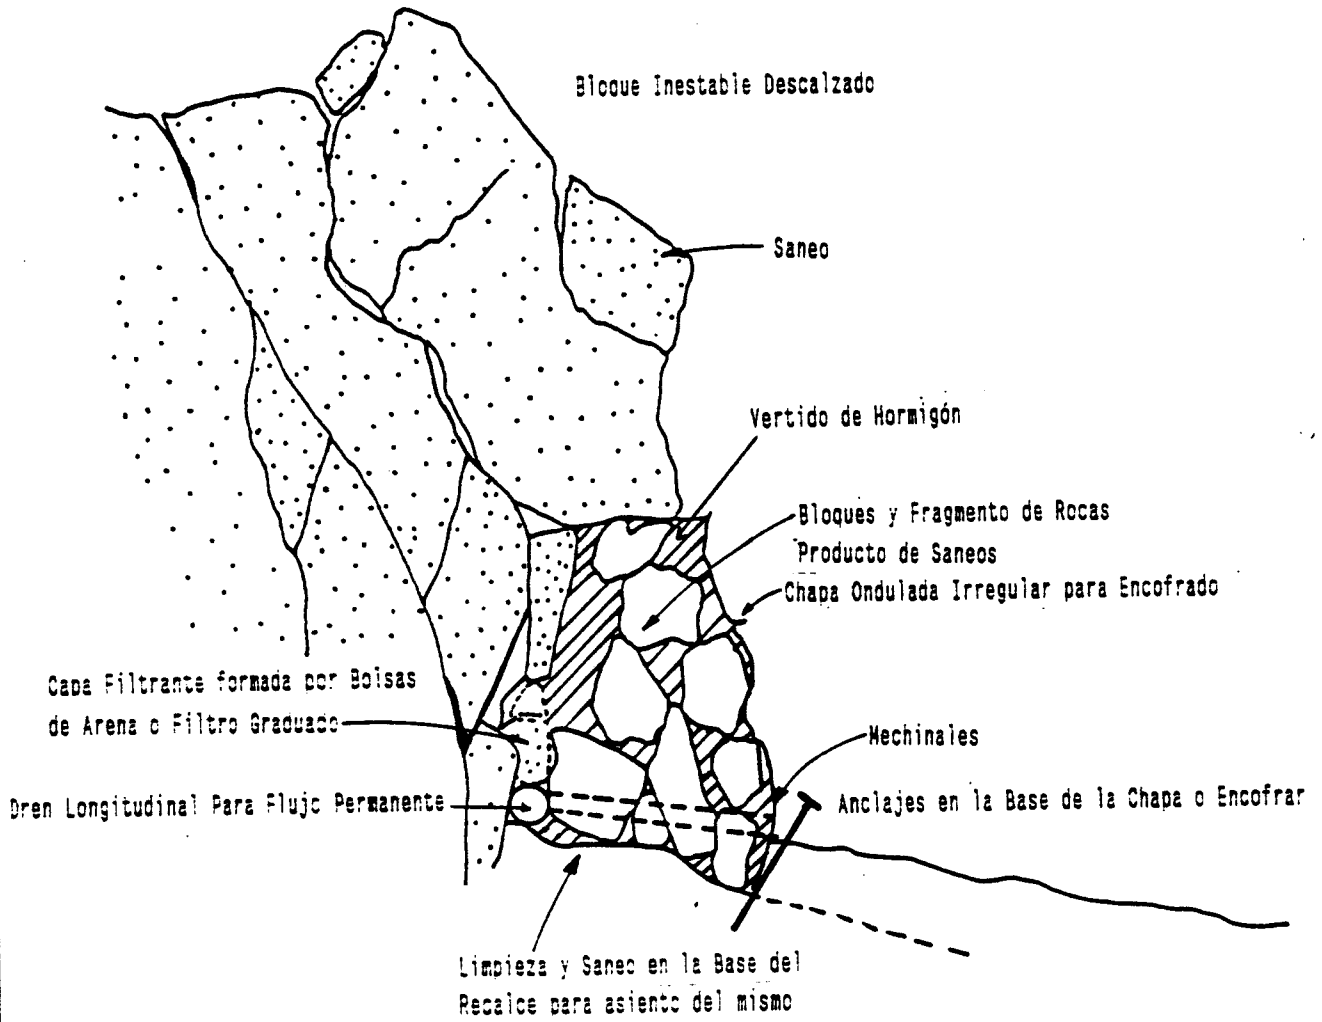 Bloque Inestable Descalzado
Saneo
Vertido de Hormigón
Bloques y Fragmento de Rocas
Producto de Saneos
Chapa Ondulada Irregular para Encofrado
Capa Filtrante formada por Bolsas
de Arena o Filtro Graduado
Mechinales
Dren Longitudinal Para Flujo Permanente
Anclajes en la Base de la Chapa o Encofrar
Limpieza y Saneo en la Base del
Recalce para asiento del mismo